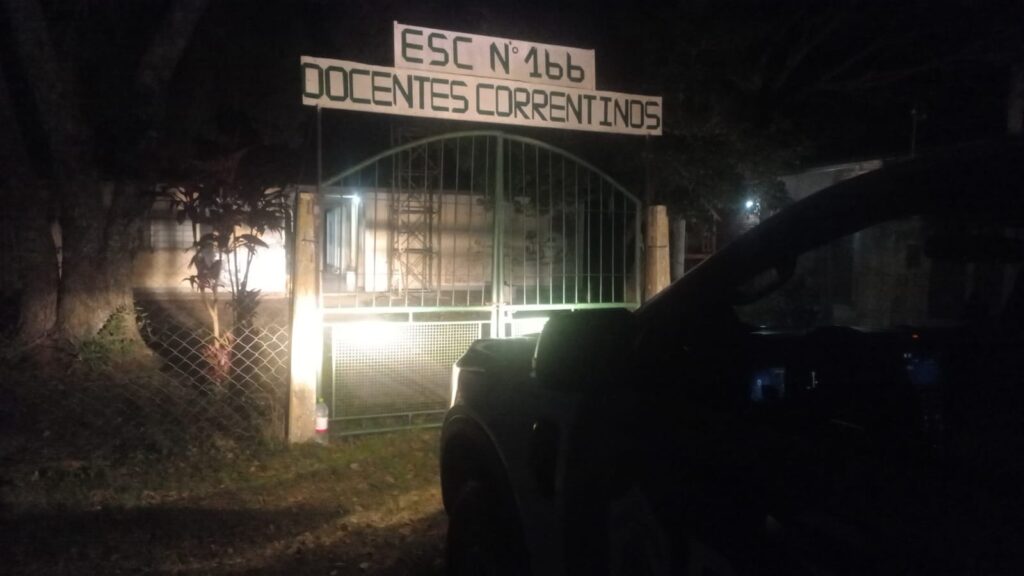 ESC N° 166
DOCENTES CORRENTINOS